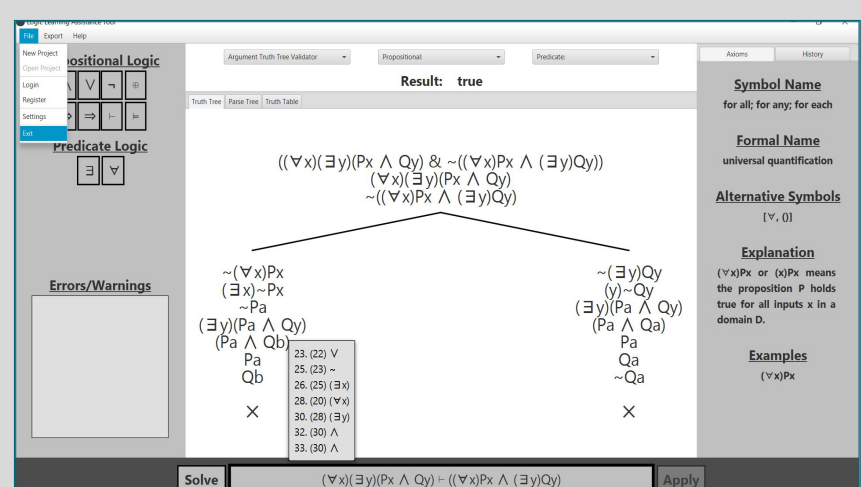 Logic Learning Assistance Tool
File Export Help
New Project
Open Project
Login
Register
Settings
Exit
ositional Logic
∧ ∨ ¬ ⊕
⇒ ⊢ ⊨
Predicate Logic
∃ ∀
Errors/Warnings
Argument Truth Tree Validator
Propositional:
Predicate:
Result: true
Truth Tree Parse Tree Truth Table
((∀x)(∃y)(Px ∧ Qy) & ~((∀x)Px ∧ (∃y)Qy))
(∀x)(∃y)(Px ∧ Qy)
~((∀x)Px ∧ (∃y)Qy)
~(∀x)Px
(∃x)~Px
~Pa
(∃y)(Pa ∧ Qy)
(Pa ∧ Qb)
Pa
Qb
×
23. (22) ∨
25. (23) ~
26. (25) (∃x)
28. (20) (∀x)
30. (28) (∃y)
32. (30) ∧
33. (30) ∧
~(∃y)Qy
(y)~Qy
(∃y)(Pa ∧ Qy)
(Pa ∧ Qa)
Pa
Qa
~Qa
×
Axioms History
Symbol Name
for all; for any; for each
Formal Name
universal quantification
Alternative Symbols
[∀, ()]
Explanation
(∀x)Px or (x)Px means
the proposition P holds
true for all inputs x in a
domain D.
Examples
(∀x)Px
Solve
(∀x)(∃y)(Px ∧ Qy) ⊢ ((∀x)Px ∧ (∃y)Qy)
Apply